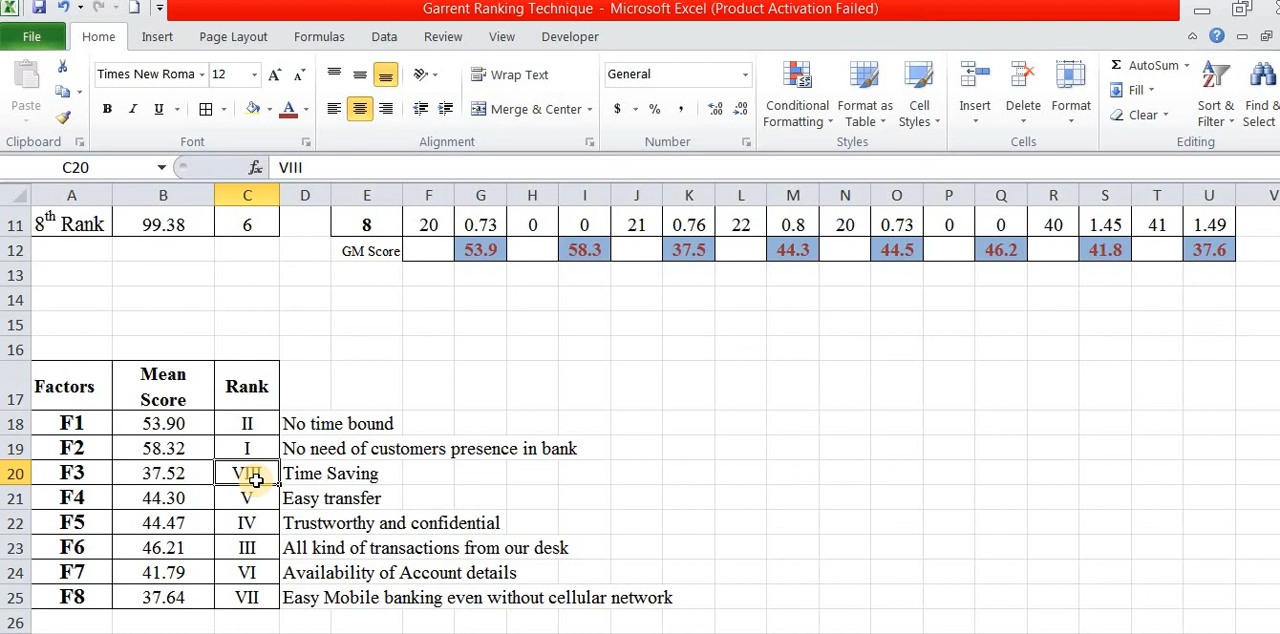 Garrent Ranking Technique - Microsoft Excel (Product Activation Failed)
File Home Insert Page Layout Formulas Data Review View Developer
Paste
Times New Roma 12
B I U A
Wrap Text
Merge & Center
General
$ % ,
Conditional Formatting
Format as Table
Cell Styles
Insert Delete Format
Σ AutoSum
Fill
Clear
Sort & Filter
Find & Select
Clipboard Font Alignment Number Styles Cells Editing
C20 fx VIII
A B C D E F G H I J K L M N O P Q R S T U V
11 8th Rank 99.38 6 8 20 0.73 0 0 21 0.76 22 0.8 20 0.73 0 0 40 1.45 41 1.49
12 GM Score 53.9 58.3 37.5 44.3 44.5 46.2 41.8 37.6
13
14
15
16
17 Factors Mean Score Rank
18 F1 53.90 II No time bound
19 F2 58.32 I No need of customers presence in bank
20 F3 37.52 VIII Time Saving
21 F4 44.30 V Easy transfer
22 F5 44.47 IV Trustworthy and confidential
23 F6 46.21 III All kind of transactions from our desk
24 F7 41.79 VI Availability of Account details
25 F8 37.64 VII Easy Mobile banking even without cellular network
26